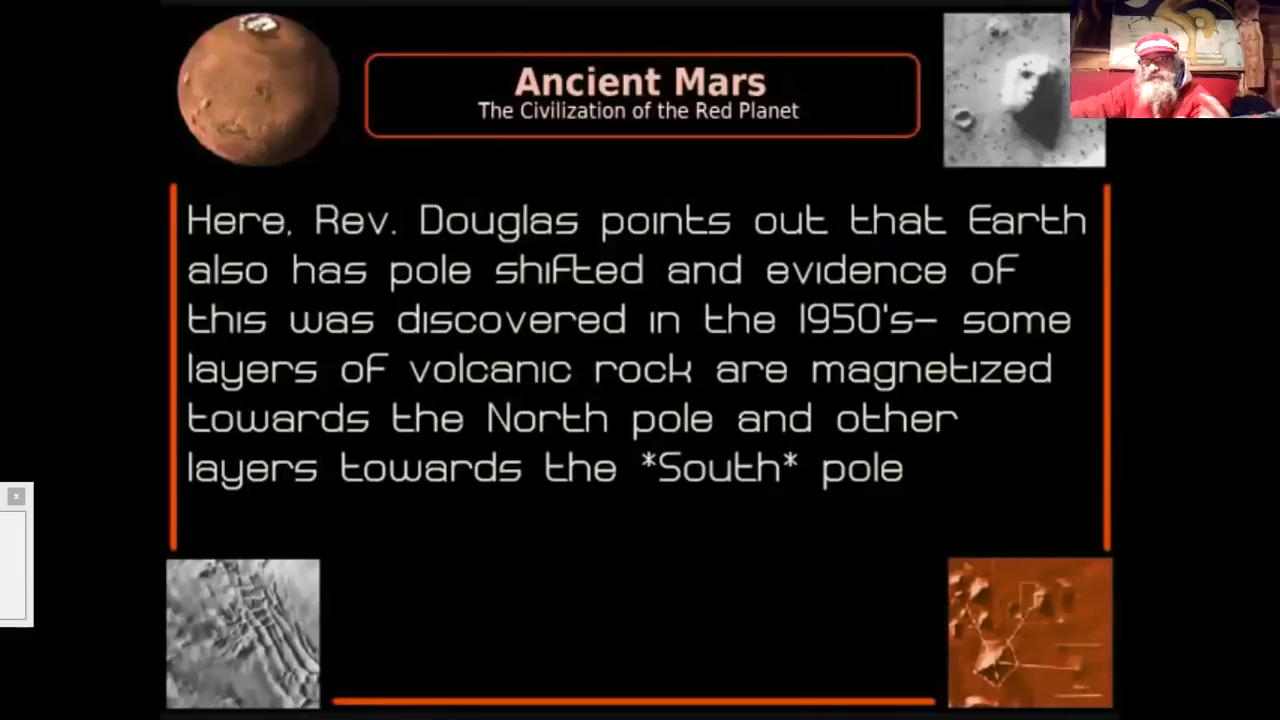 Ancient Mars
The Civilization of the Red Planet
Here, Rev. Douglas points out that Earth
also has pole shifted and evidence of
this was discovered in the 1950's– some
layers of volcanic rock are magnetized
towards the North pole and other
layers towards the *South* pole
x